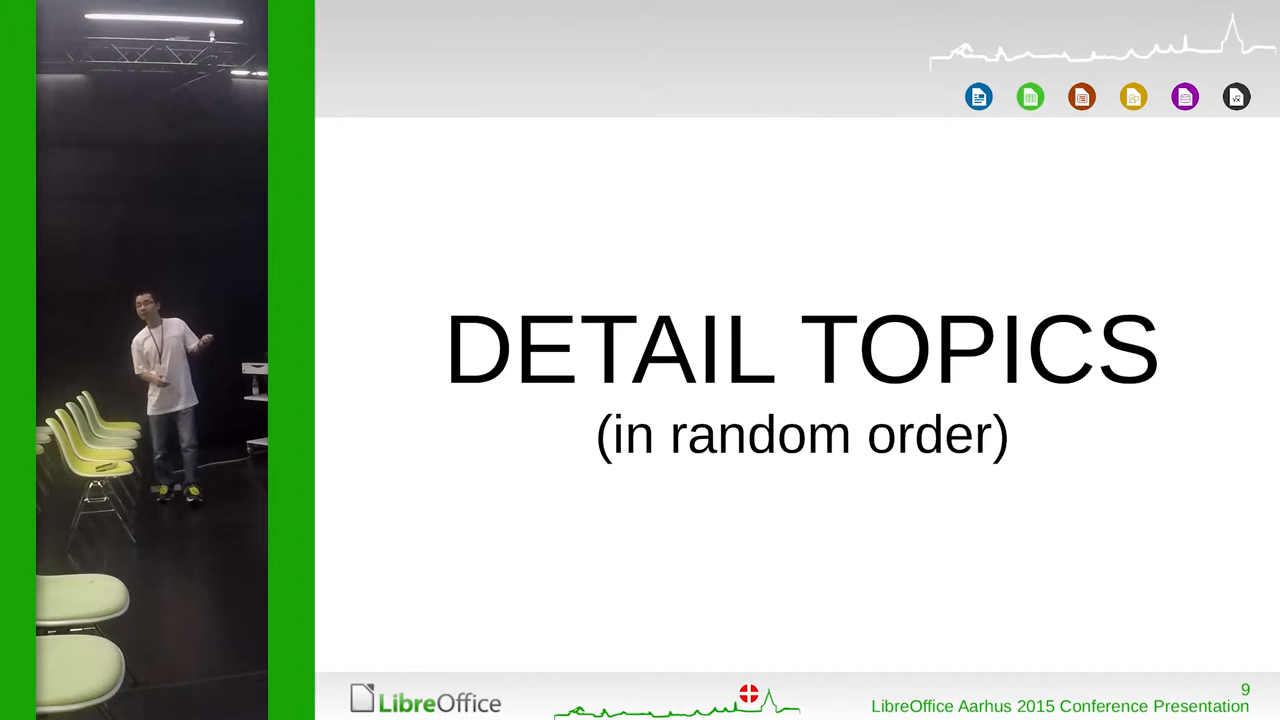 DETAIL TOPICS
(in random order)
LibreOffice
9
LibreOffice Aarhus 2015 Conference Presentation